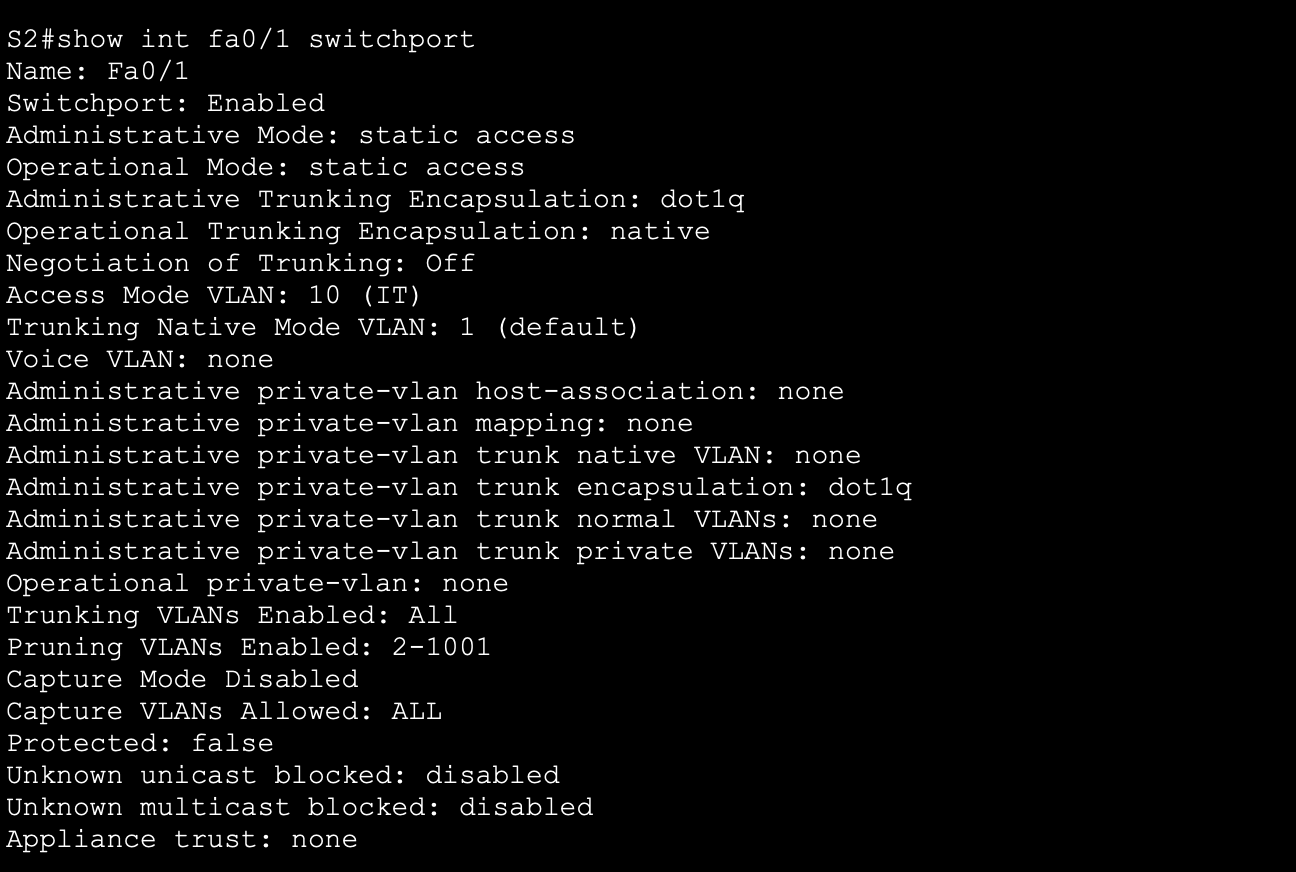 S2#show int fa0/1 switchport
Name: Fa0/1
Switchport: Enabled
Administrative Mode: static access
Operational Mode: static access
Administrative Trunking Encapsulation: dot1q
Operational Trunking Encapsulation: native
Negotiation of Trunking: Off
Access Mode VLAN: 10 (IT)
Trunking Native Mode VLAN: 1 (default)
Voice VLAN: none
Administrative private-vlan host-association: none
Administrative private-vlan mapping: none
Administrative private-vlan trunk native VLAN: none
Administrative private-vlan trunk encapsulation: dot1q
Administrative private-vlan trunk normal VLANs: none
Administrative private-vlan trunk private VLANs: none
Operational private-vlan: none
Trunking VLANs Enabled: All
Pruning VLANs Enabled: 2-1001
Capture Mode Disabled
Capture VLANs Allowed: ALL
Protected: false
Unknown unicast blocked: disabled
Unknown multicast blocked: disabled
Appliance trust: none